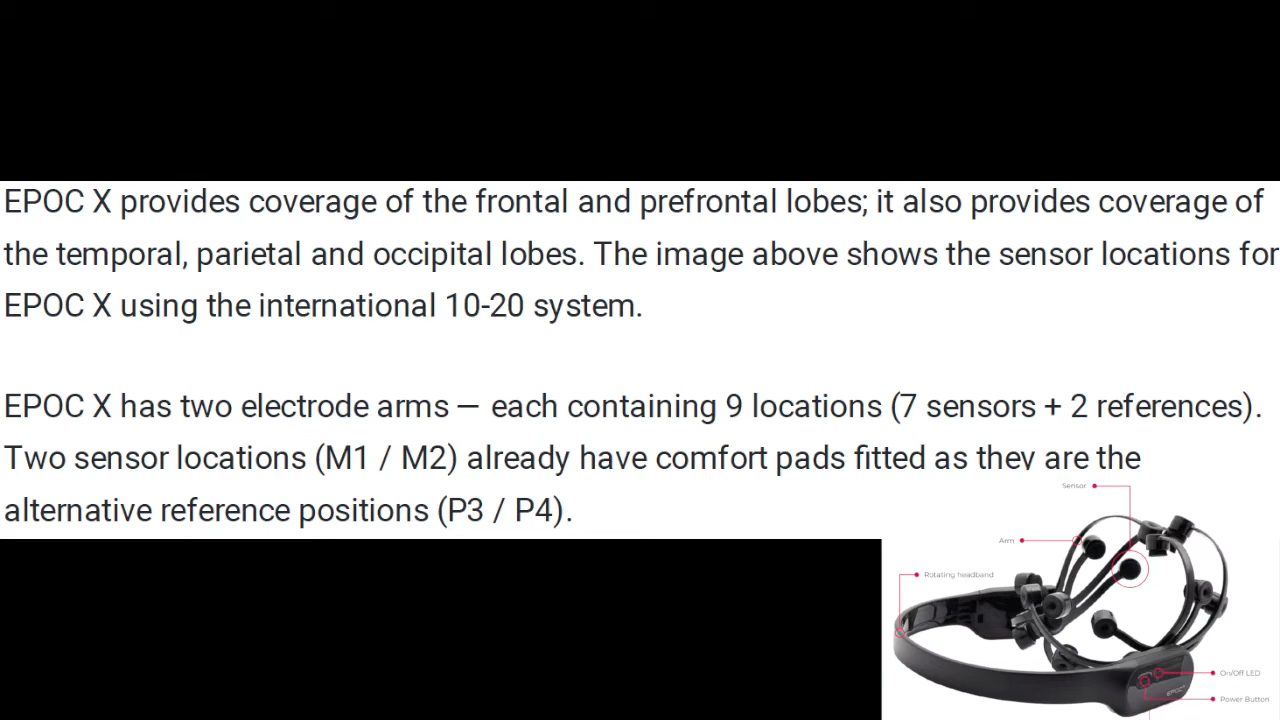 EPOC X provides coverage of the frontal and prefrontal lobes; it also provides coverage of
the temporal, parietal and occipital lobes. The image above shows the sensor locations for
EPOC X using the international 10-20 system.
EPOC X has two electrode arms — each containing 9 locations (7 sensors + 2 references).
Two sensor locations (M1 / M2) already have comfort pads fitted as they are the
alternative reference positions (P3 / P4).
Sensor
Arm
Rotating headband
On/Off LED
Power Button
EPOC